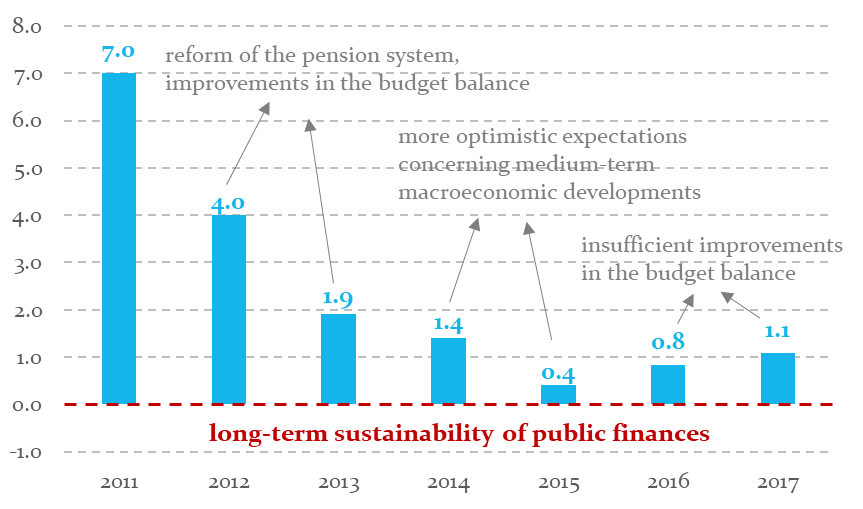 8.0
7.0
6.0
5.0
4.0
3.0
2.0
1.0
0.0
-1.0
7.0
reform of the pension system,
improvements in the budget balance
more optimistic expectations
concerning medium-term
macroeconomic developments
4.0
insufficient improvements
in the budget balance
1.9
1.4
0.4
0.8
1.1
long-term sustainability of public finances
2011 2012 2013 2014 2015 2016 2017